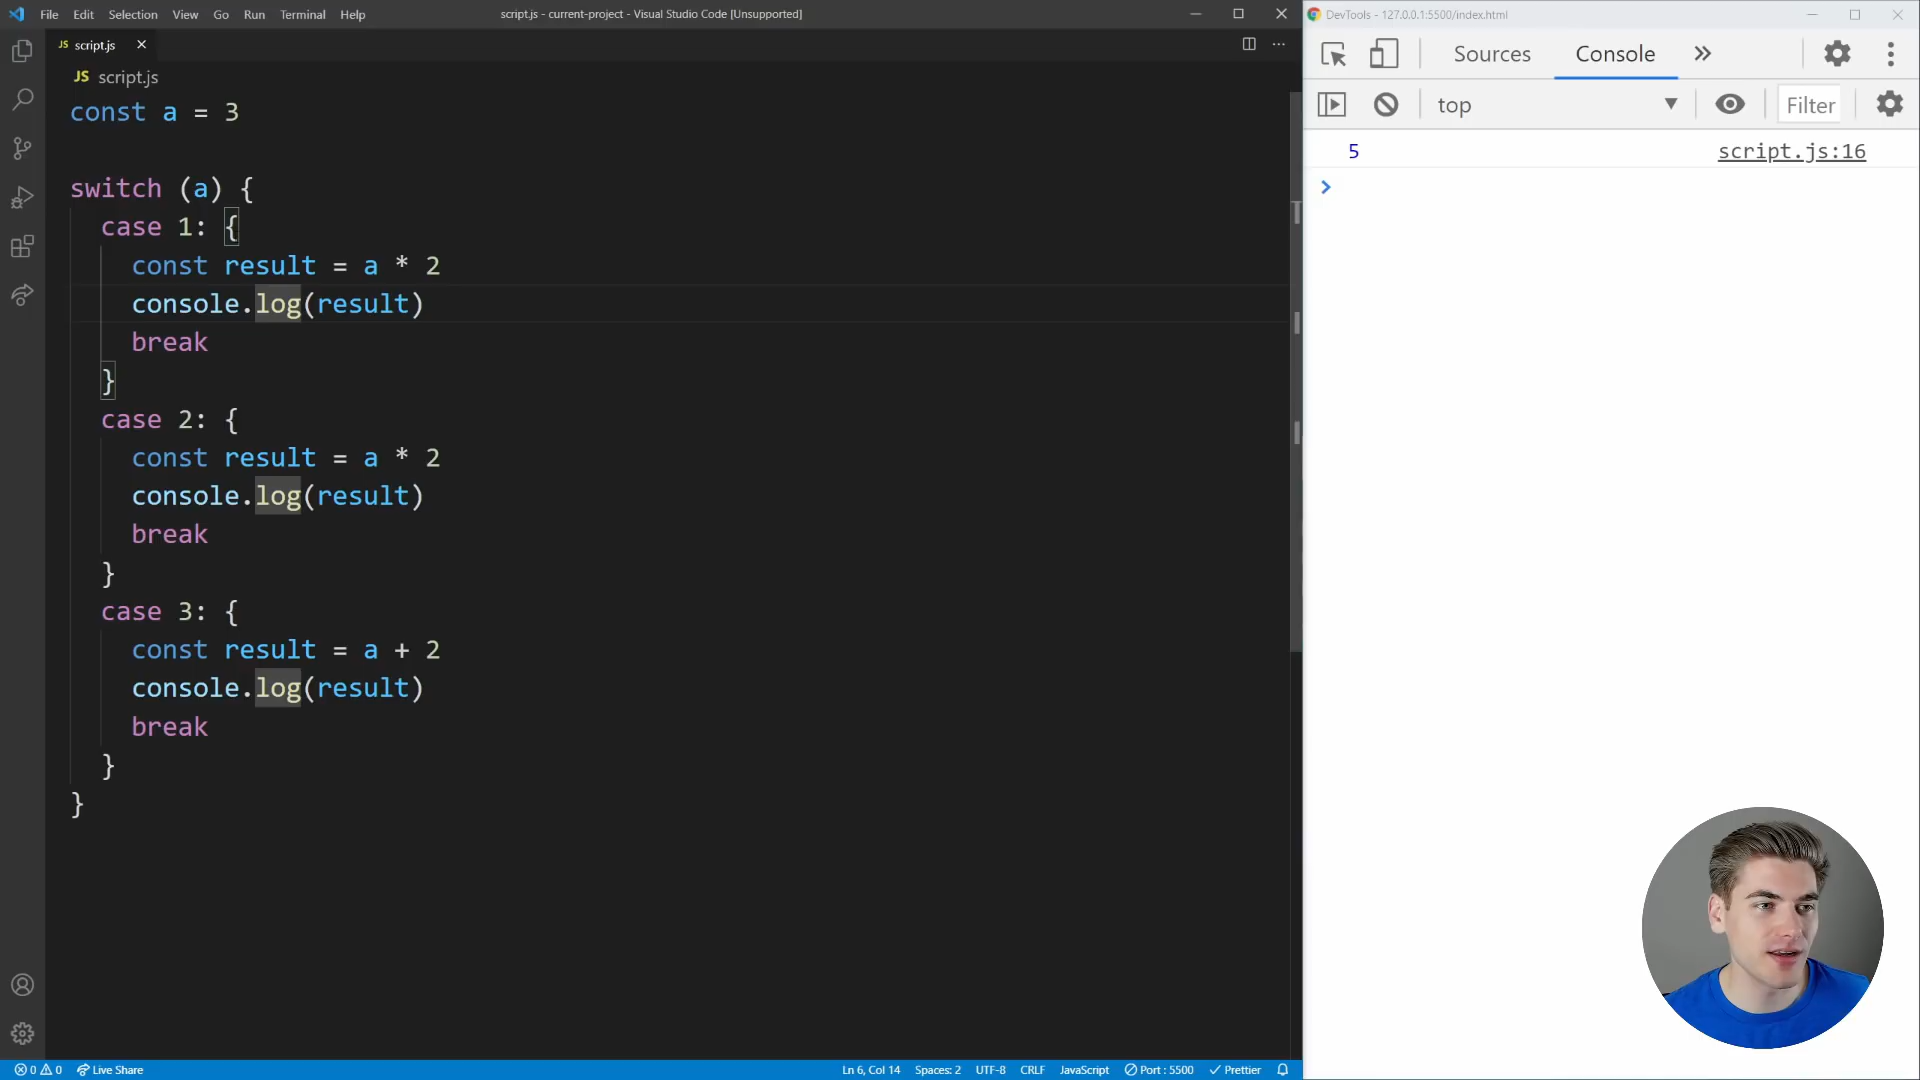 File Edit Selection View Go Run Terminal Help
script.js - current-project - Visual Studio Code [Unsupported]
JS script.js
JS script.js
const a = 3
switch (a) {
case 1: {
const result = a * 2
console.log(result)
break
}
case 2: {
const result = a * 2
console.log(result)
break
}
case 3: {
const result = a + 2
console.log(result)
break
}
}
0 0 Live Share
Ln 6, Col 14 Spaces: 2 UTF-8 CRLF JavaScript Port : 5500 Prettier
DevTools - 127.0.0.1:5500/index.html
Sources Console
top Filter
5 script.js:16